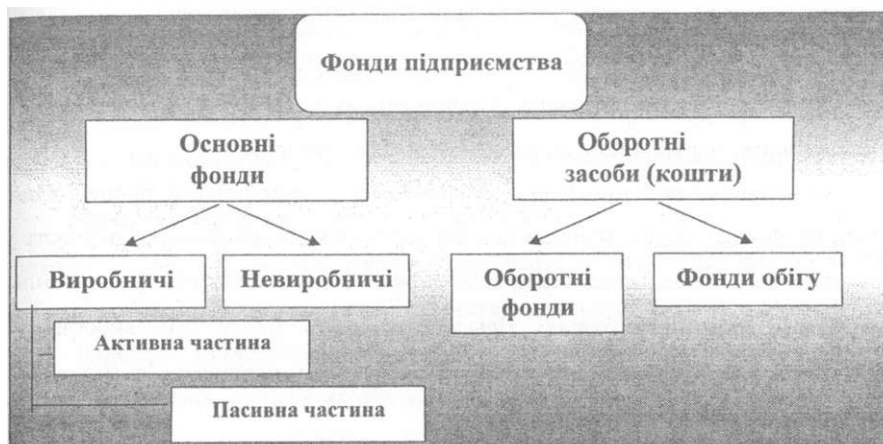 Фонди підприємства
Основні
фонди
Оборотні
засоби (кошти)
Виробничі
Невиробничі
Оборотні
фонди
Фонди обігу
Активна частина
Пасивна частина